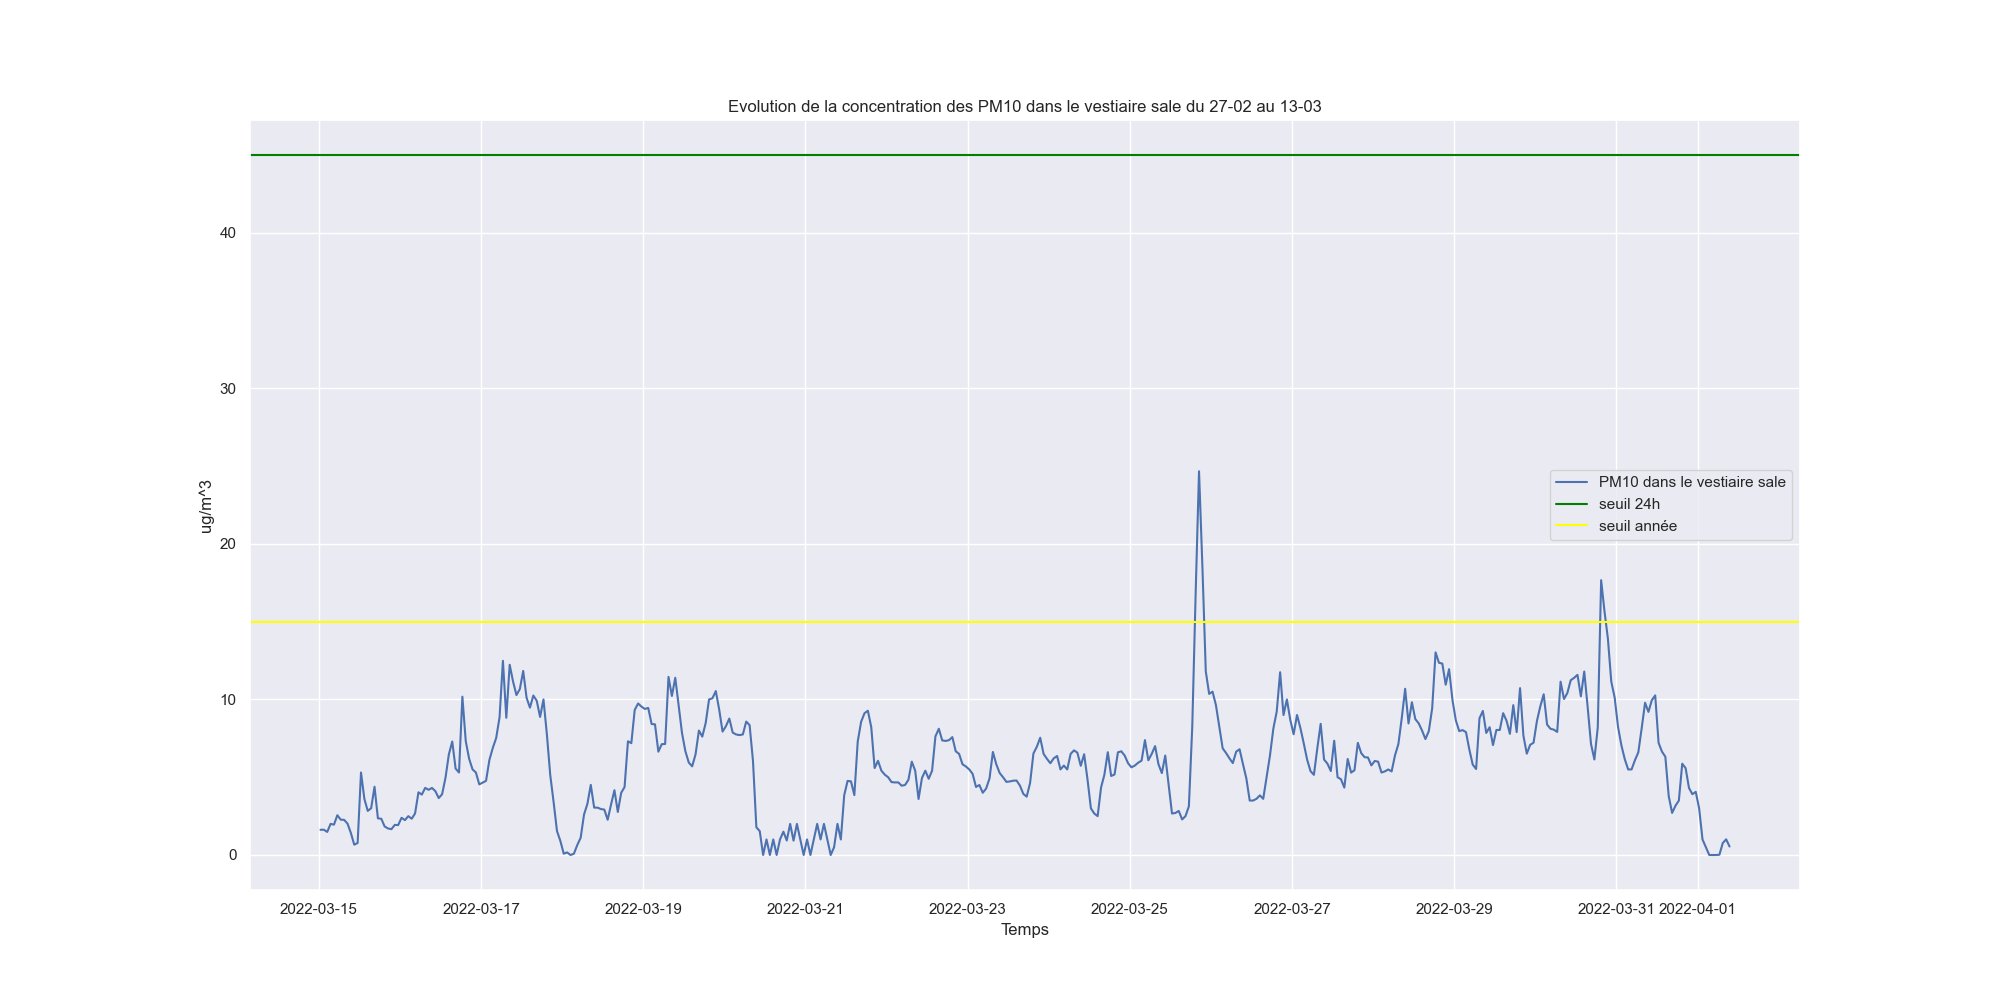 Evolution de la concentration des PM10 dans le vestiaire sale du 27-02 au 13-03
40
30
20
10
0
ug/m^3
PM10 dans le vestiaire sale
seuil 24h
seuil année
2022-03-15 2022-03-17 2022-03-19 2022-03-21 2022-03-23 2022-03-25 2022-03-27 2022-03-29 2022-03-31 2022-04-01
Temps